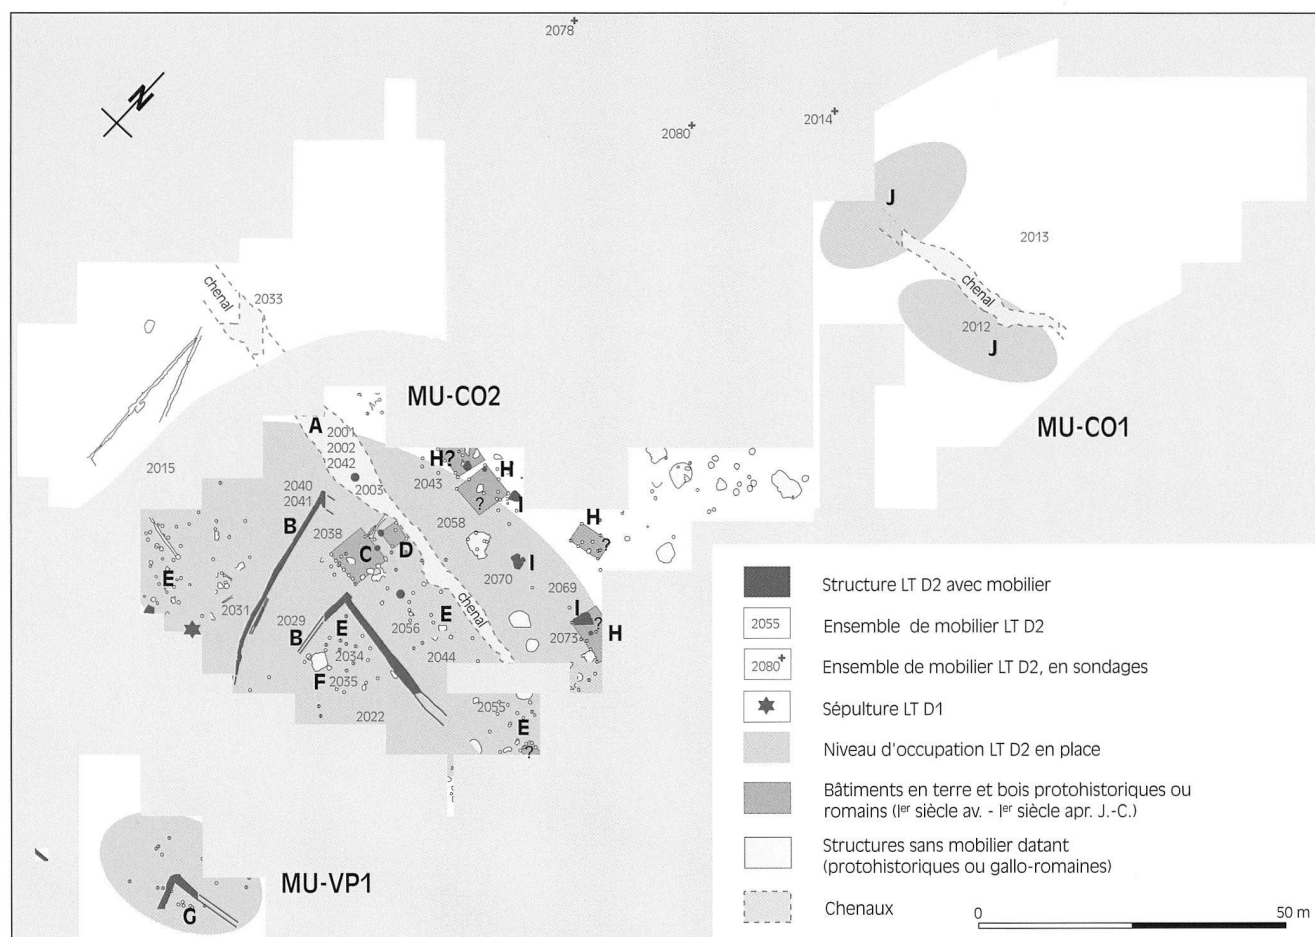 2078+
N
2080+
2014+
J
2013
chenal
2033
chenal
2012
J
MU-CO2
MU-CO1
A
2001
2002
2042
2003
H?
H
2043
I
?
2015
2040
2041
B
2038
2058
H
?
C
D
I
E
2070
2069
2031
2029
B
E
2056
E
chenal
I
?
2073
H
2034
2044
F
2035
2022
2055
E
?
MU-VP1
G
Structure LT D2 avec mobilier
2055
Ensemble de mobilier LT D2
2080+
Ensemble de mobilier LT D2, en sondages
Sépulture LT D1
Niveau d'occupation LT D2 en place
Bâtiments en terre et bois protohistoriques ou
romains (Ier siècle av. - Ier siècle apr. J.-C.)
Structures sans mobilier datant
(protohistoriques ou gallo-romaines)
Chenaux
0
50 m